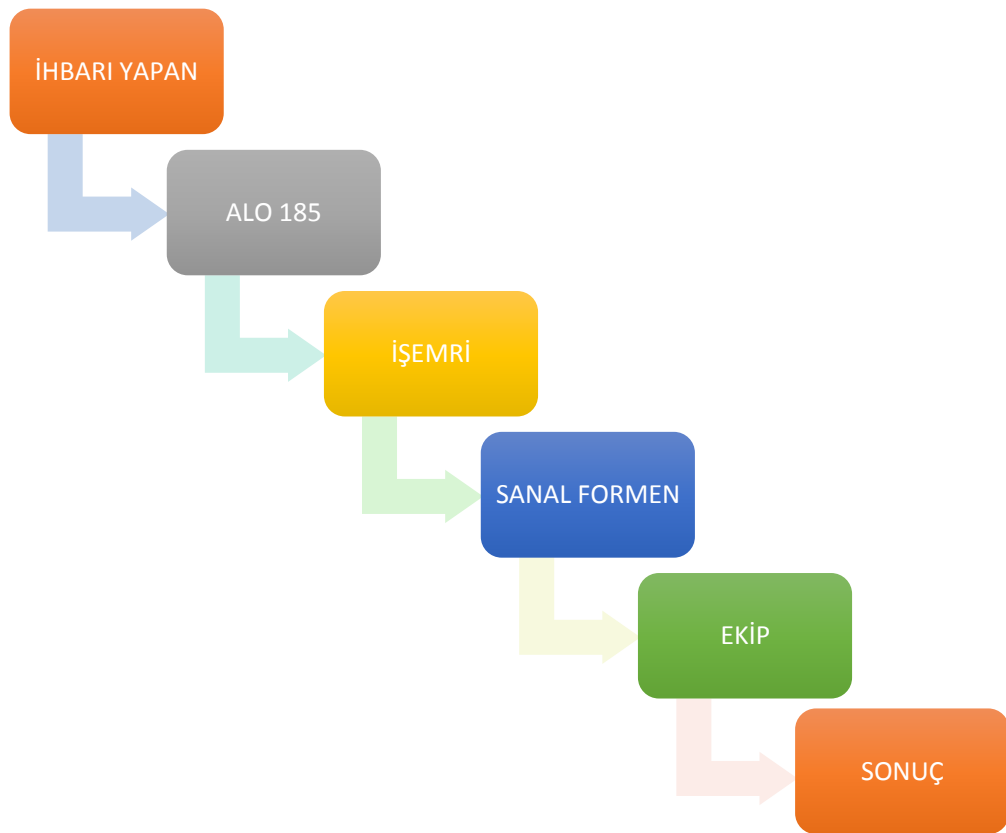 İHBARI YAPAN
ALO 185
İŞEMRİ
SANAL FORMEN
EKİP
SONUÇ